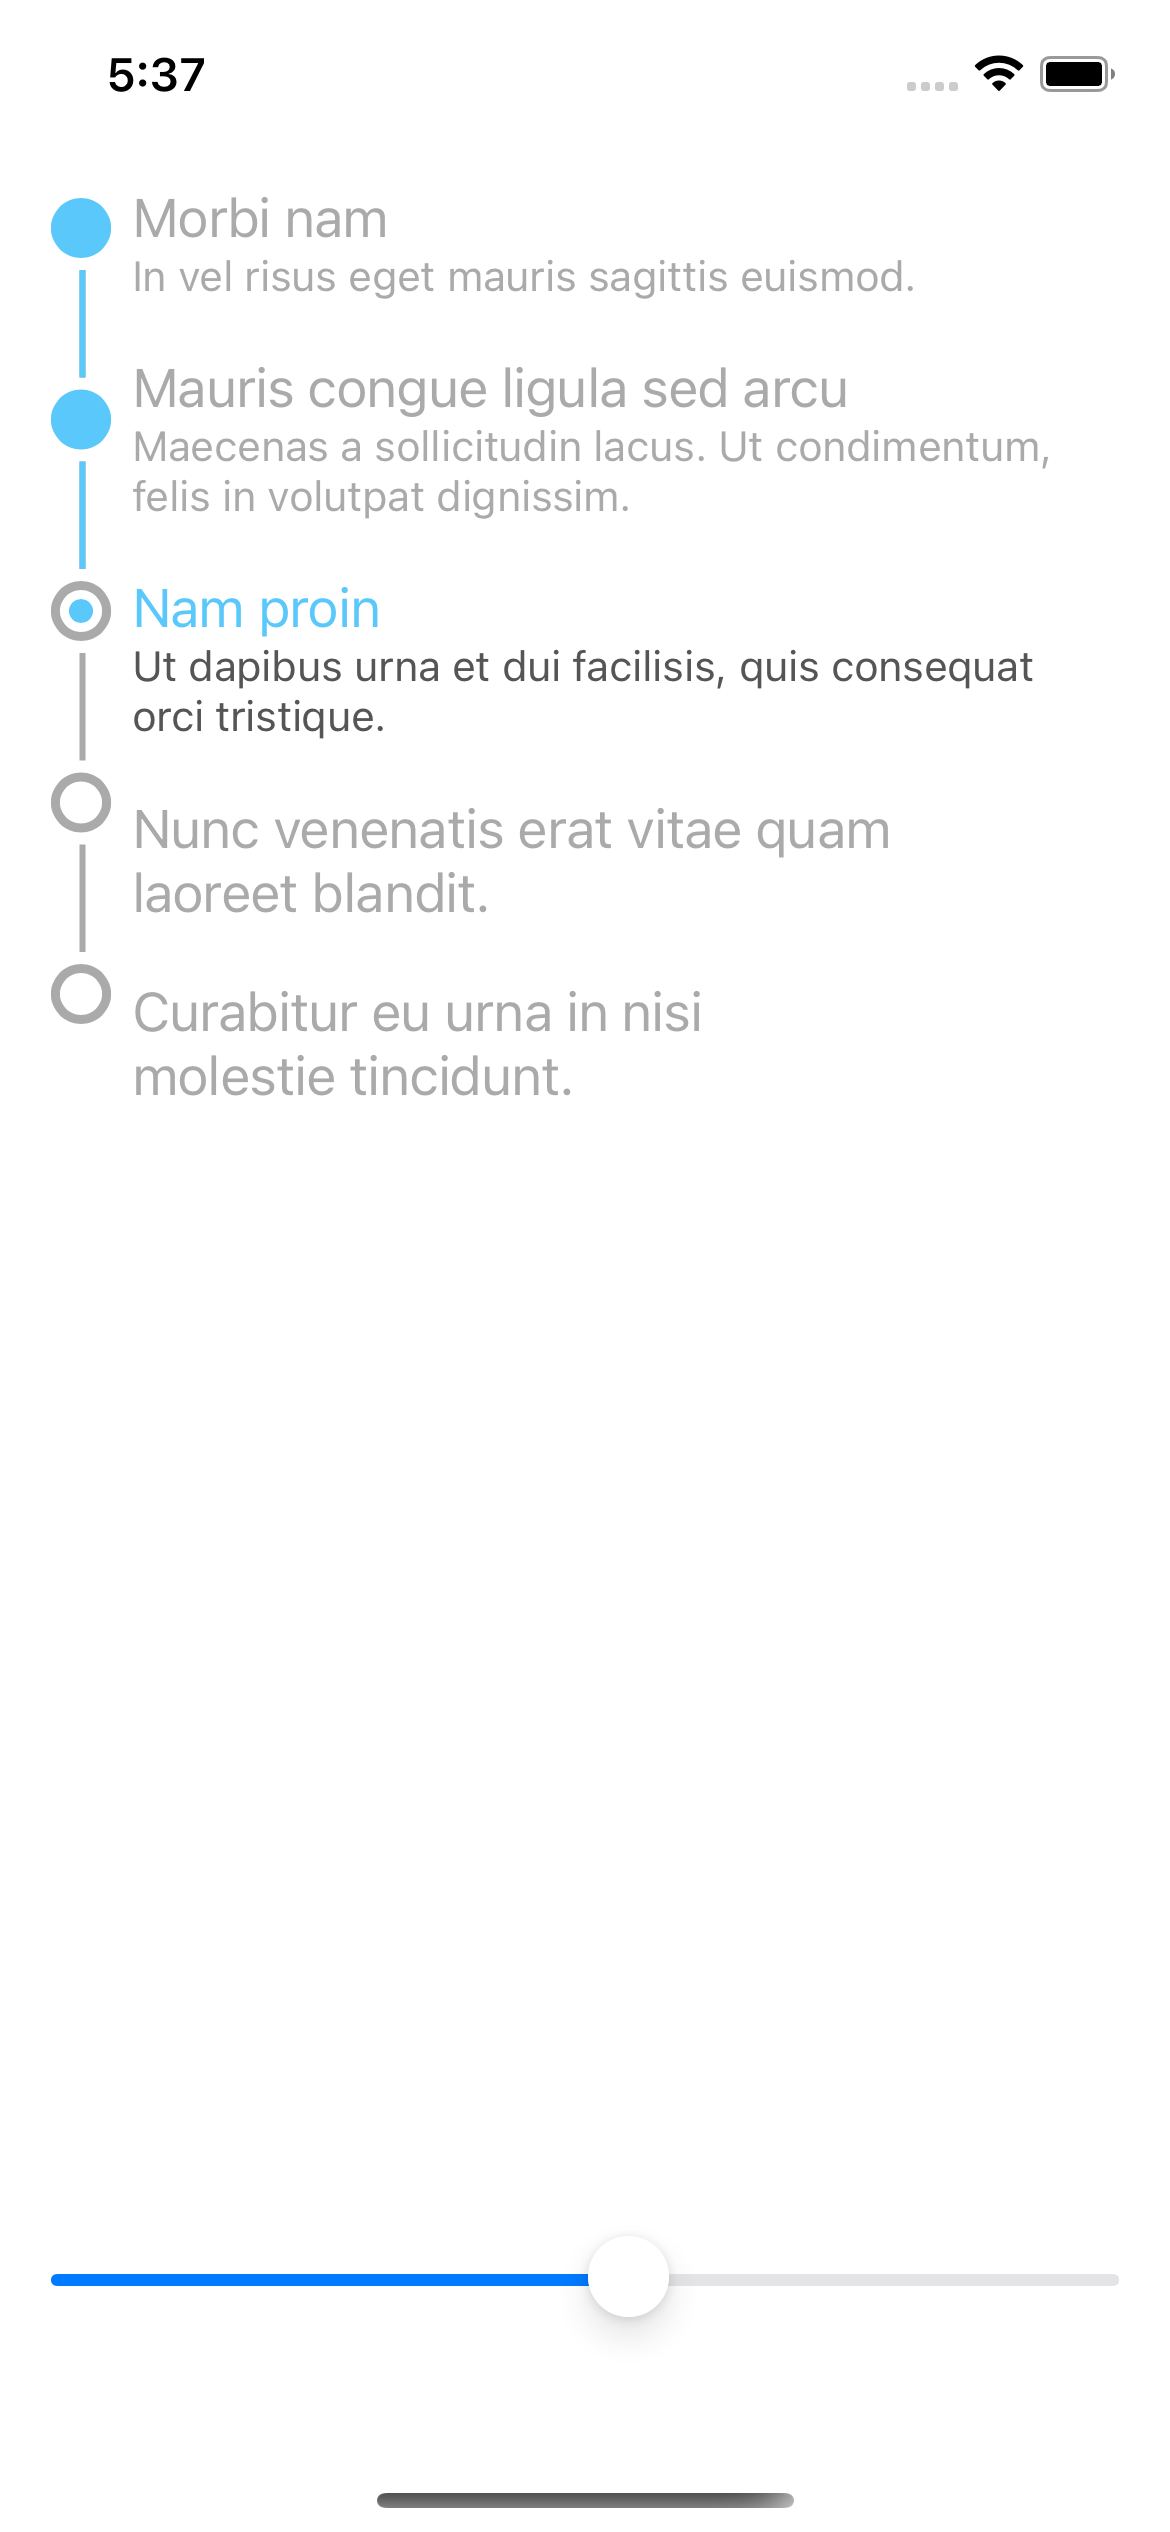 5:37
Morbi nam
In vel risus eget mauris sagittis euismod.
Mauris congue ligula sed arcu
Maecenas a sollicitudin lacus. Ut condimentum,
felis in volutpat dignissim.
Nam proin
Ut dapibus urna et dui facilisis, quis consequat
orci tristique.
Nunc venenatis erat vitae quam
laoreet blandit.
Curabitur eu urna in nisi
molestie tincidunt.